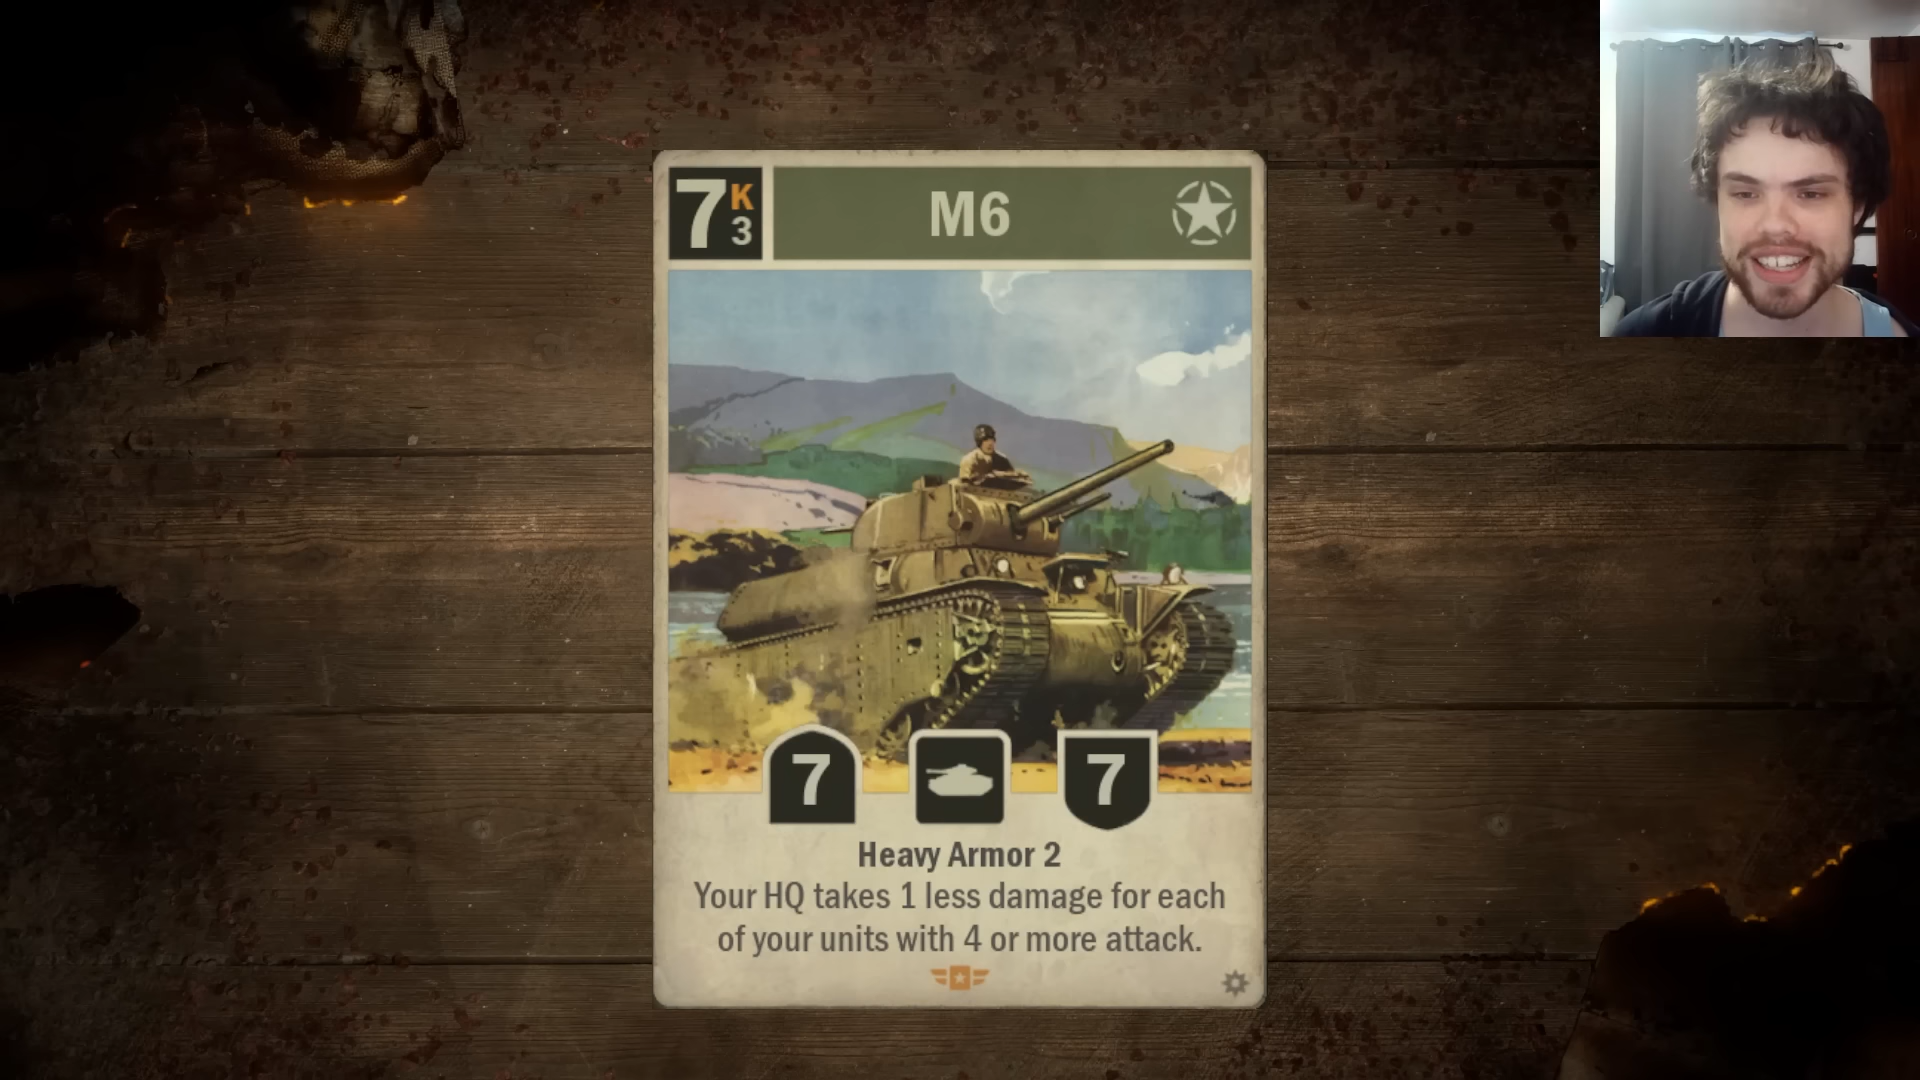 7 K
3
M6
7
7
Heavy Armor 2
Your HQ takes 1 less damage for each
of your units with 4 or more attack.